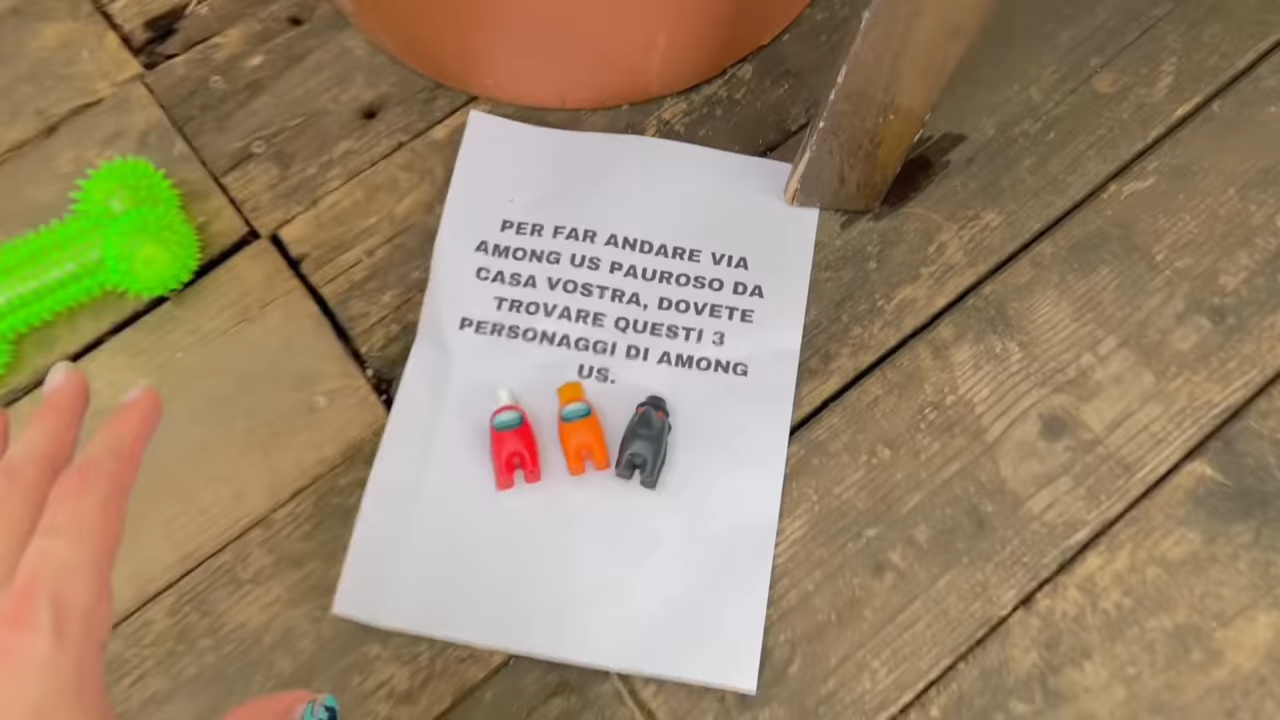 PER FAR ANDARE VIA
AMONG US PAUROSO DA
CASA VOSTRA, DOVETE
TROVARE QUESTI 3
PERSONAGGI DI AMONG
US.